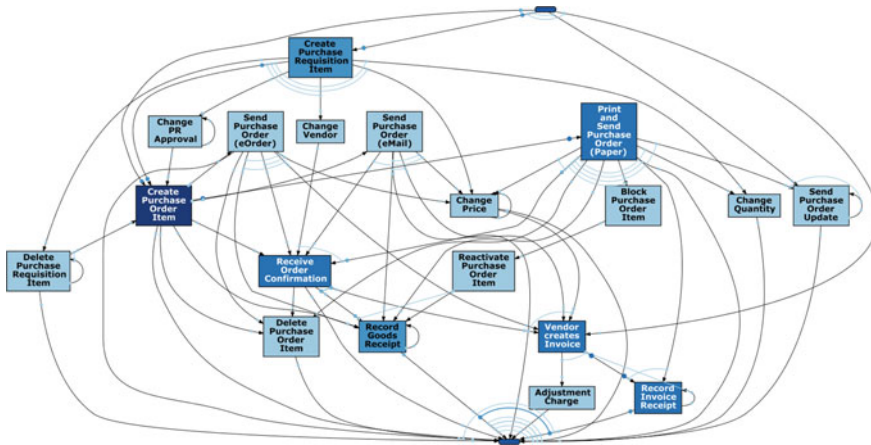 Create
Purchase
Requisition
Item
Change
PR
Approval
Send
Purchase
Order
(eOrder)
Change
Vendor
Send
Purchase
Order
(eMail)
Print
and
Send
Purchase
Order
(Paper)
Create
Purchase
Order
Item
Change
Price
Block
Purchase
Order
Item
Change
Quantity
Send
Purchase
Order
Update
Delete
Purchase
Requisition
Item
Receive
Order
Confirmation
Reactivate
Purchase
Order
Item
Delete
Purchase
Order
Item
Record
Goods
Receipt
Vendor
creates
Invoice
Adjustment
Charge
Record
Invoice
Receipt